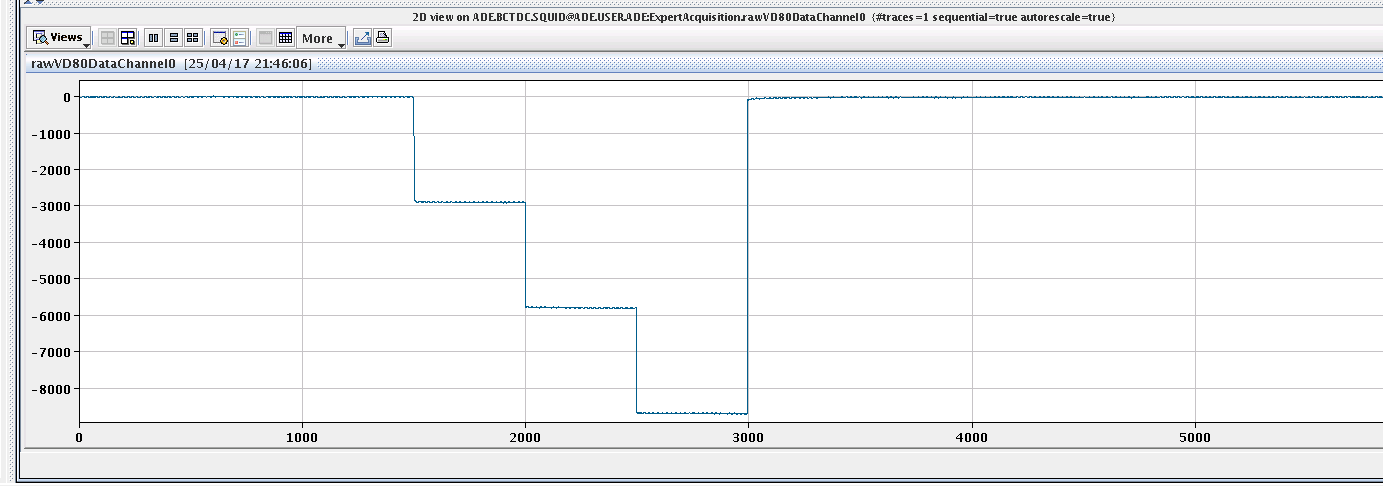 2D view on ADE.BCTDC.SQUID@ADE.USER.ADE:ExpertAcquisition.rawVD80DataChannel0 {#traces=1 sequential=true autorescale=true}
Views More
rawVD80DataChannel0 [25/04/17 21:46:06]
0
-1000
-2000
-3000
-4000
-5000
-6000
-7000
-8000
0 1000 2000 3000 4000 5000